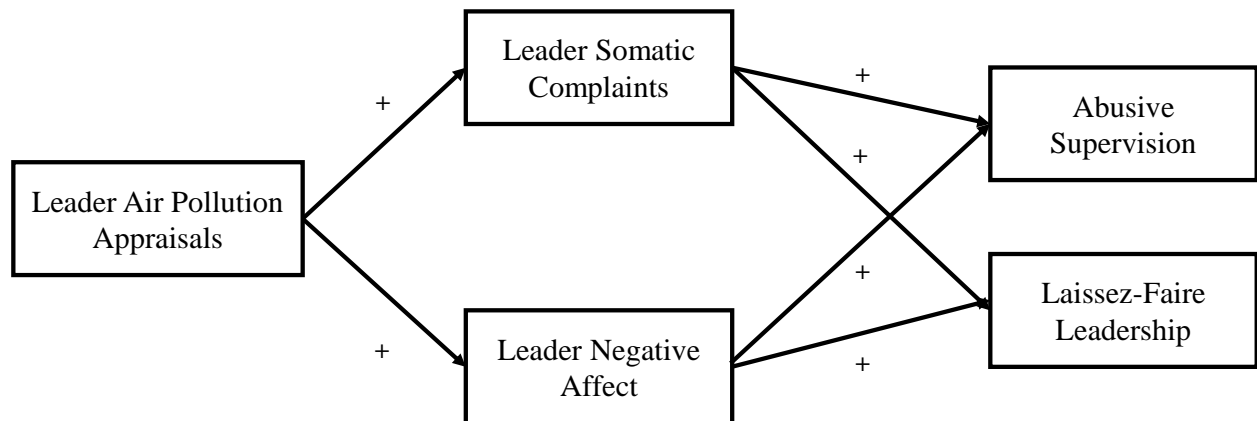 Leader Somatic
Complaints
+
+
Abusive
Supervision
+
Leader Air Pollution
Appraisals
+
Laissez-Faire
Leadership
+
Leader Negative
Affect
+